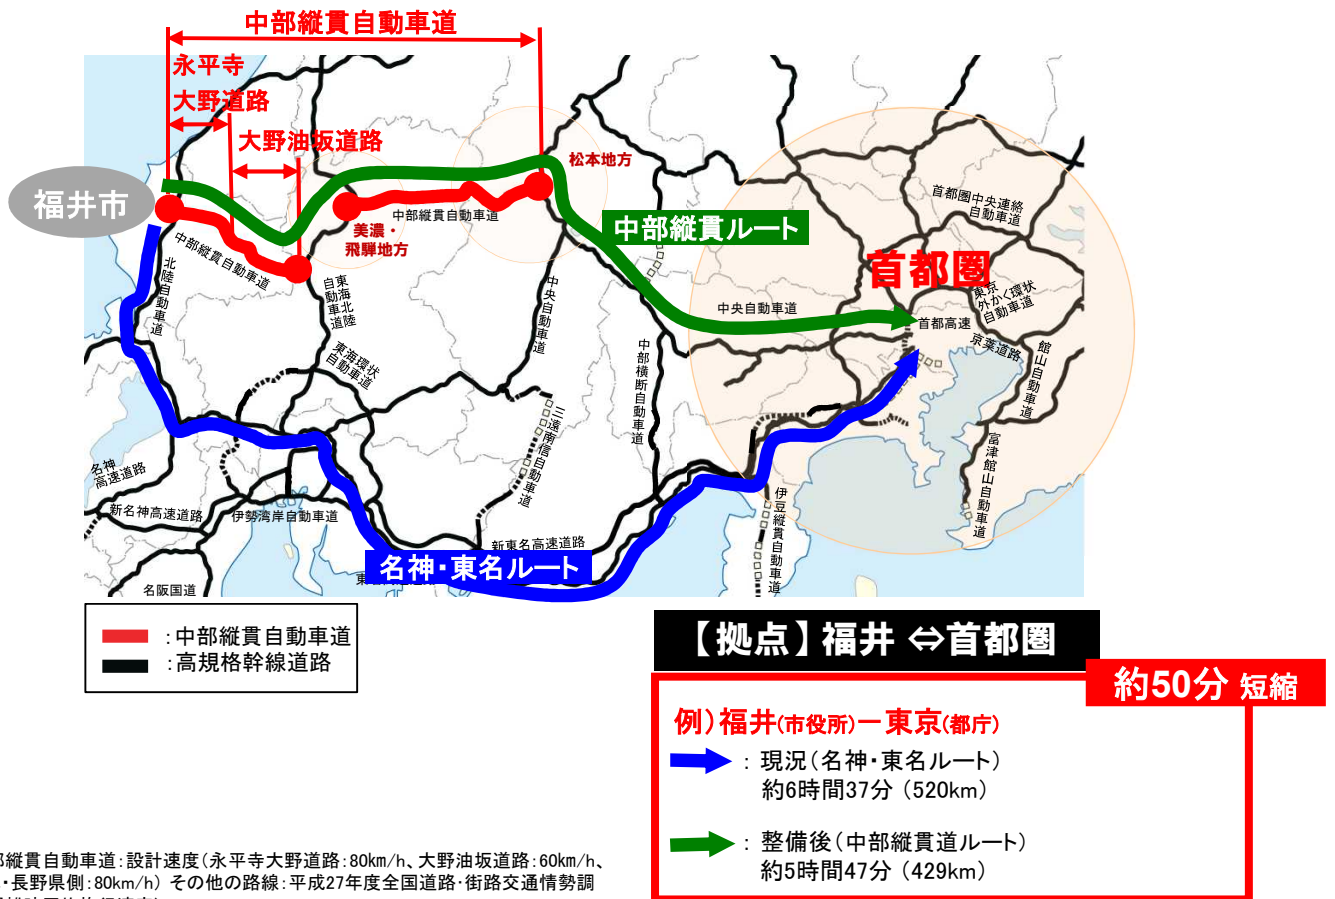 中部縦貫自動車道
永平寺
大野道路
大野油坂道路
福井市
松本地方
中部縦貫自動車道
美濃・
飛騨地方
中部縦貫自動車道
北陸自動車道
東海北陸
自動車道
東海環状
自動車道
中央自動車道
中部縦貫ルート
首都圏中央連絡
自動車道
首都圏
東京
外かく環状
自動車道
中央自動車道
首都高速
京葉道路
館山自動車道
中部横断自動車道
三遠南信自動車道
富津館山自動車道
名神
高速道路
新名神高速道路
伊勢湾岸自動車道
新東名高速道路
伊豆縦貫自動車道
名神・東名ルート
名阪国道
:中部縦貫自動車道
:高規格幹線道路
【拠点】福井⇔首都圏
約50分 短縮
例)福井(市役所)ー東京(都庁)
: 現況(名神・東名ルート)
約6時間37分 (520km)
: 整備後(中部縦貫道ルート)
約5時間47分 (429km)
縦貫自動車道:設計速度(永平寺大野道路:80km/h、大野油坂道路:60km/h、
・長野県側:80km/h) その他の路線:平成27年度全国道路・街路交通情勢調